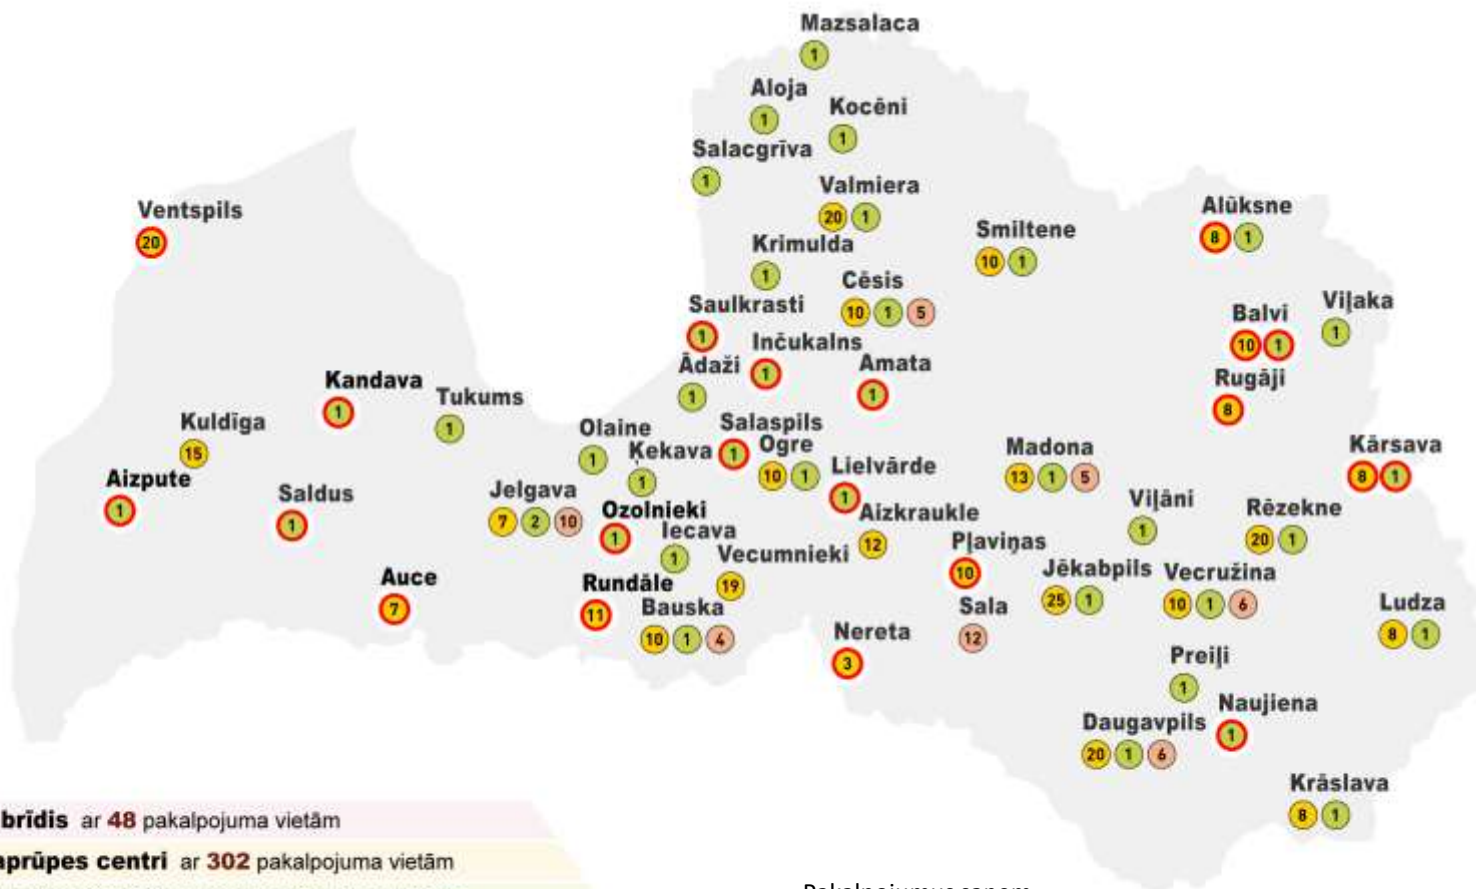 Mazsalaca
1
Aloja
1
Kocēni
1
Salacgrīva
1
Valmiera
20 1
Ventspils
20
Alūksne
8 1
Smiltene
10 1
Krimulda
1
Cēsis
10 1 5
Saulkrasti
1
Viļaka
1
Balvi
10 1
Inčukalns
1
Ādaži
1
Amata
1
Rugāji
8
Kandava
1
Tukums
1
Kuldīga
15
Olaine
1
Ķekava
1
Salaspils
1
Ogre
10 1
Lielvārde
1
Madona
13 1 5
Kārsava
8 1
Aizpute
1
Saldus
1
Jelgava
7 2 10
Ozolnieki
1
Iecava
1
Aizkraukle
12
Viļāni
1
Rēzekne
20 1
Vecumnieki
19
Pļaviņas
10
Jēkabpils
25 1
Vecružina
10 1 6
Auce
7
Rundāle
11
Bauska
10 1 4
Sala
12
Ludza
8 1
Nereta
3
Preiļi
1
Naujiena
1
Daugavpils
20 1 6
Krāslava
8 1
brīdis ar 48 pakalpojuma vietām
aprūpes centri ar 302 pakalpojuma vietām